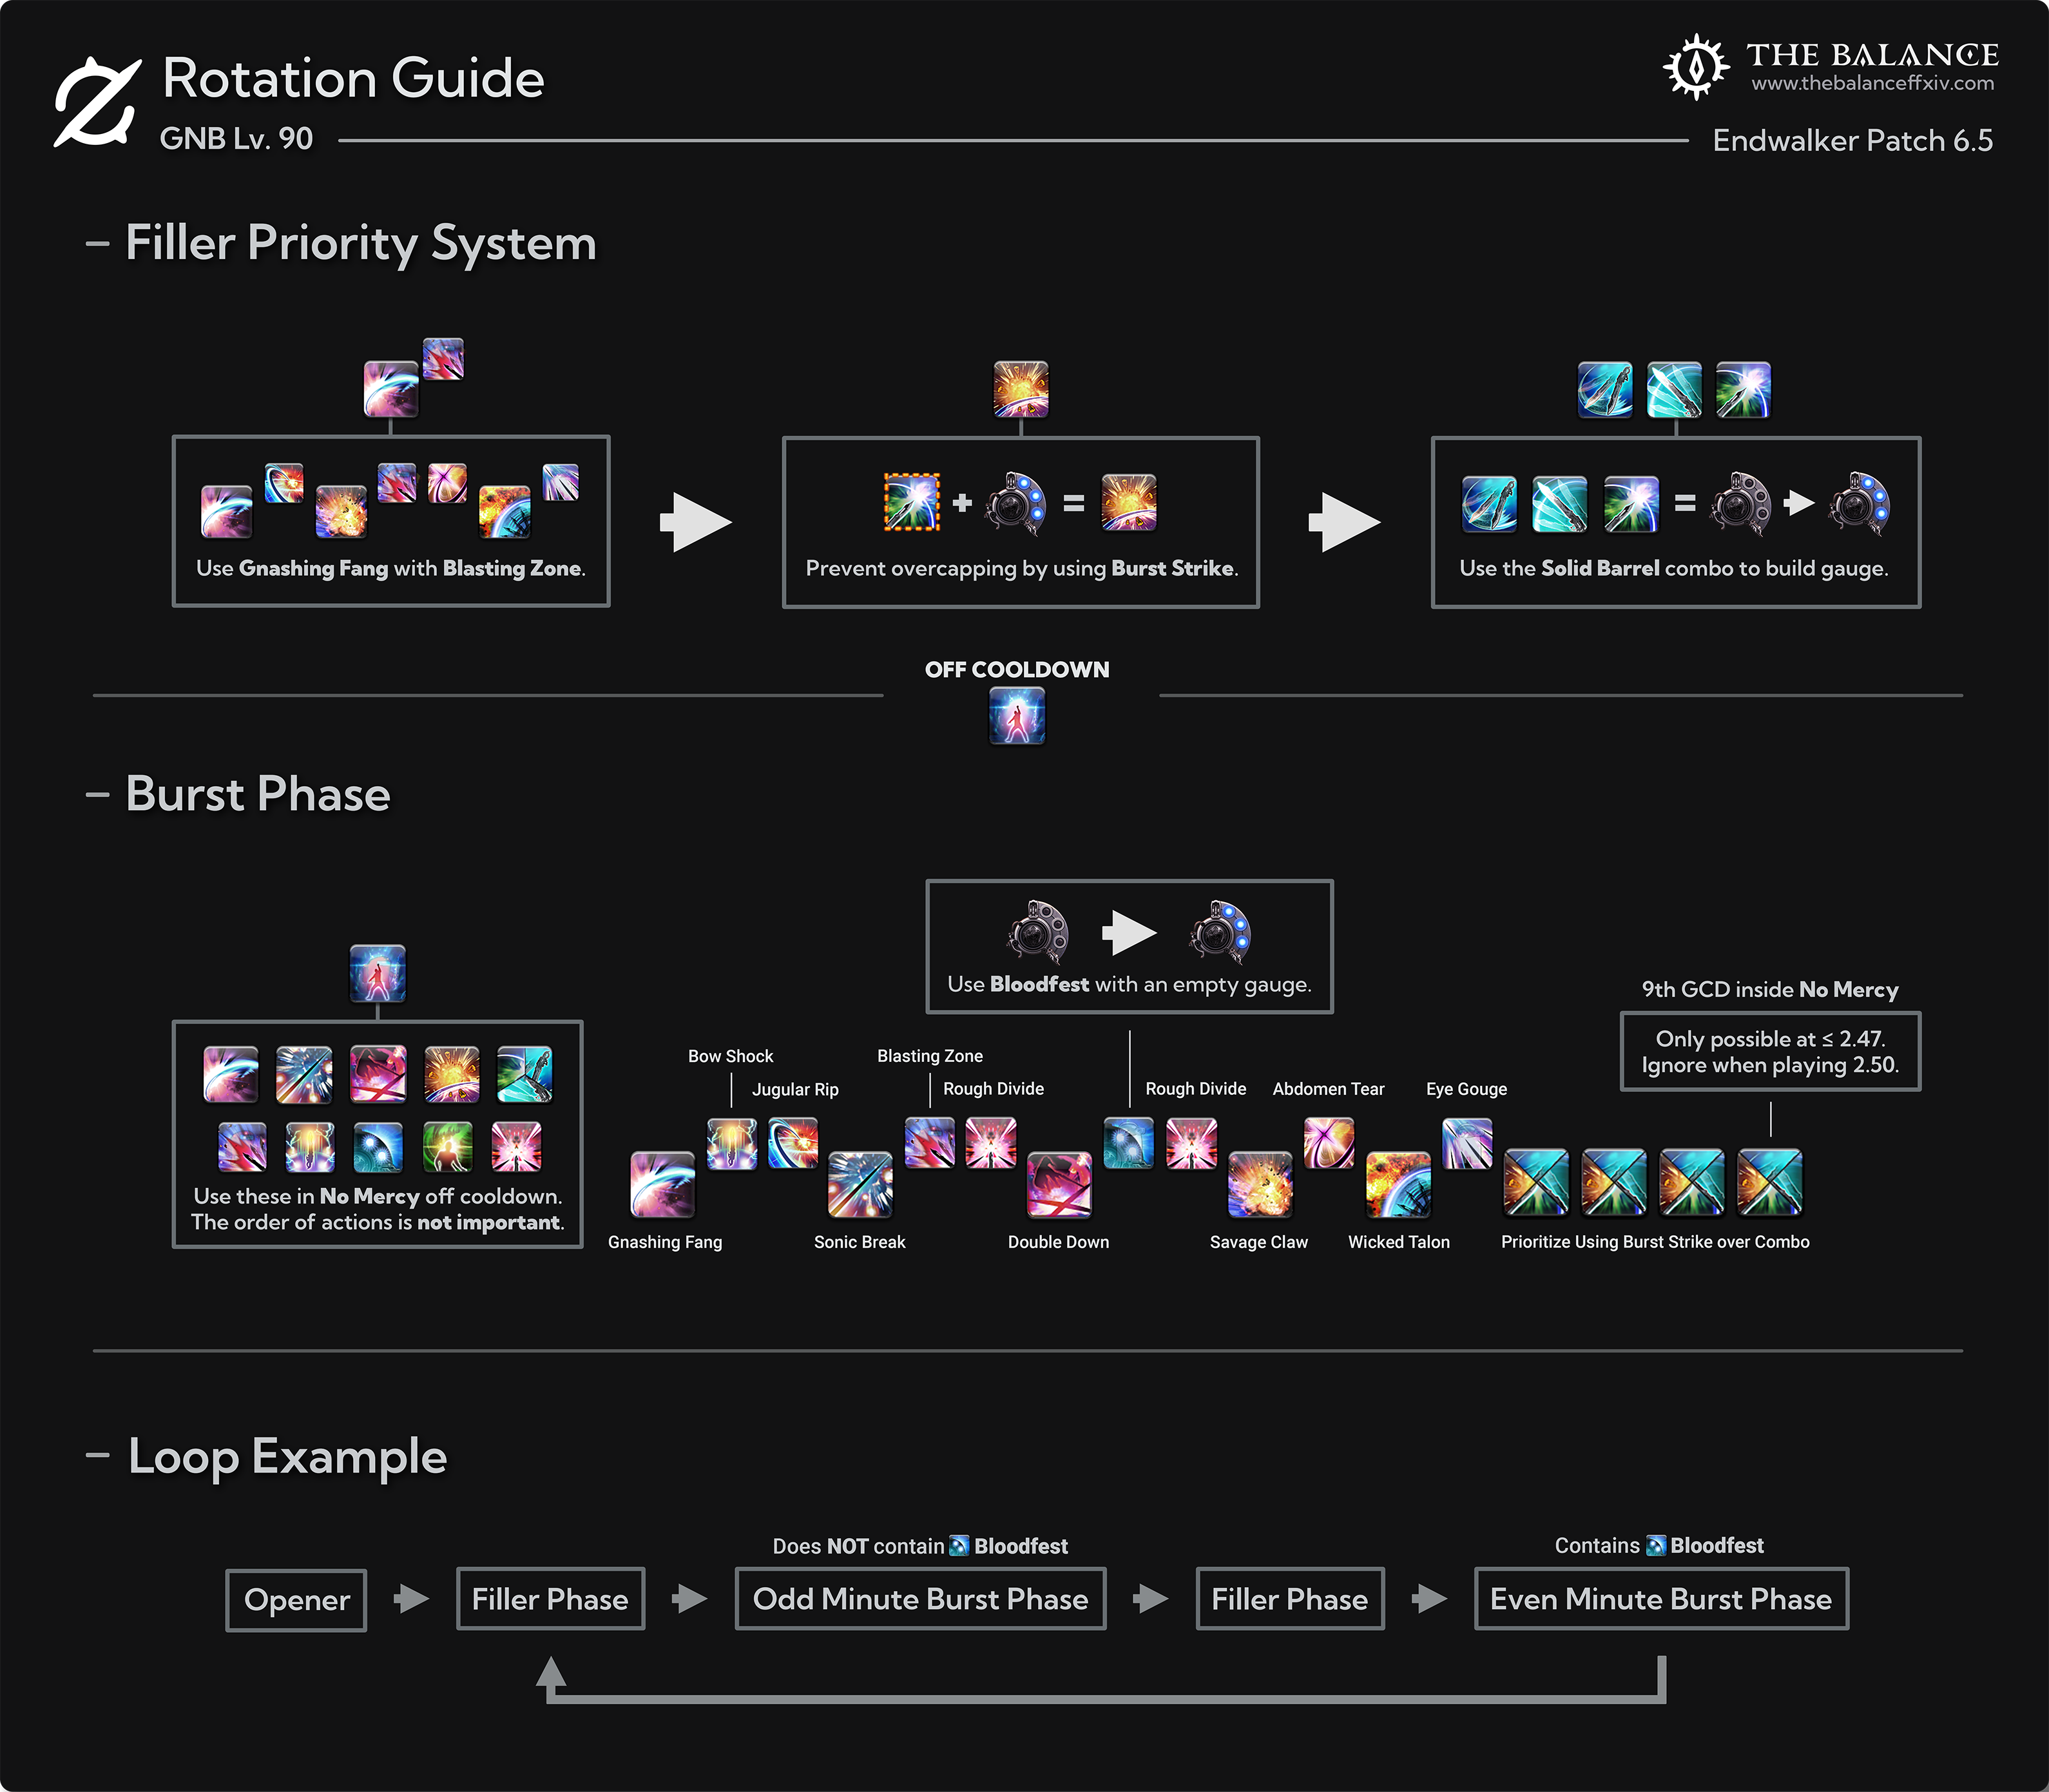 Rotation Guide
THE BALANCE
www.thebalanceffxiv.com
GNB Lv. 90
Endwalker Patch 6.5
– Filler Priority System
Use Gnashing Fang with Blasting Zone.
Prevent overcapping by using Burst Strike.
Use the Solid Barrel combo to build gauge.
OFF COOLDOWN
– Burst Phase
Use Bloodfest with an empty gauge.
9th GCD inside No Mercy
Only possible at ≤ 2.47.
Ignore when playing 2.50.
Bow Shock
Jugular Rip
Blasting Zone
Rough Divide
Rough Divide
Abdomen Tear
Eye Gouge
Use these in No Mercy off cooldown.
The order of actions is not important.
Gnashing Fang
Sonic Break
Double Down
Savage Claw
Wicked Talon
Prioritize Using Burst Strike over Combo
– Loop Example
Does NOT contain Bloodfest
Contains Bloodfest
Opener
Filler Phase
Odd Minute Burst Phase
Filler Phase
Even Minute Burst Phase